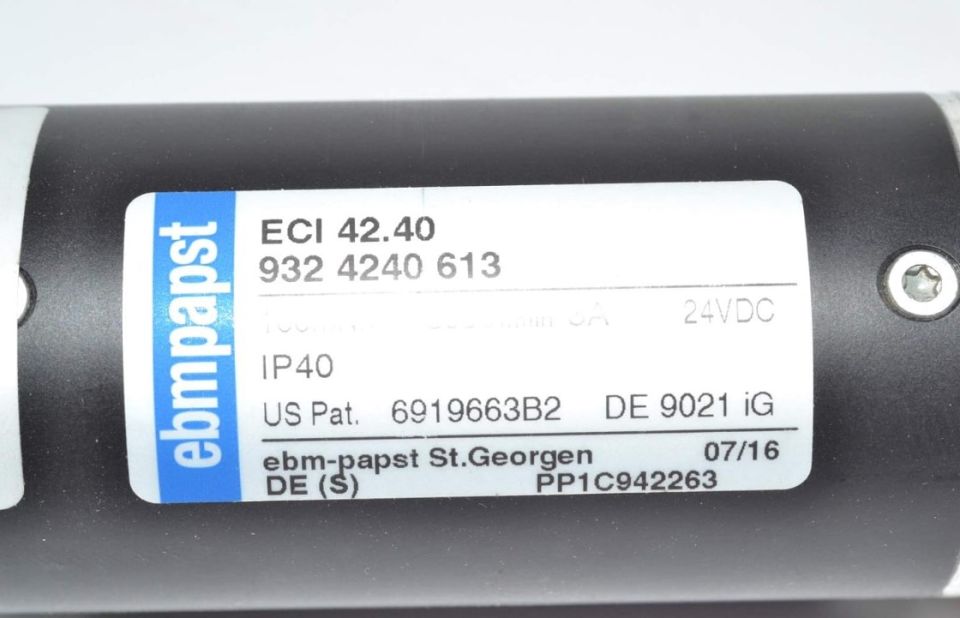 ebmpapst
ECI 42.40
932 4240 613
3A 24VDC
IP40
US Pat. 6919663B2 DE 9021 iG
ebm-papst St.Georgen 07/16
DE (S) PP1C942263